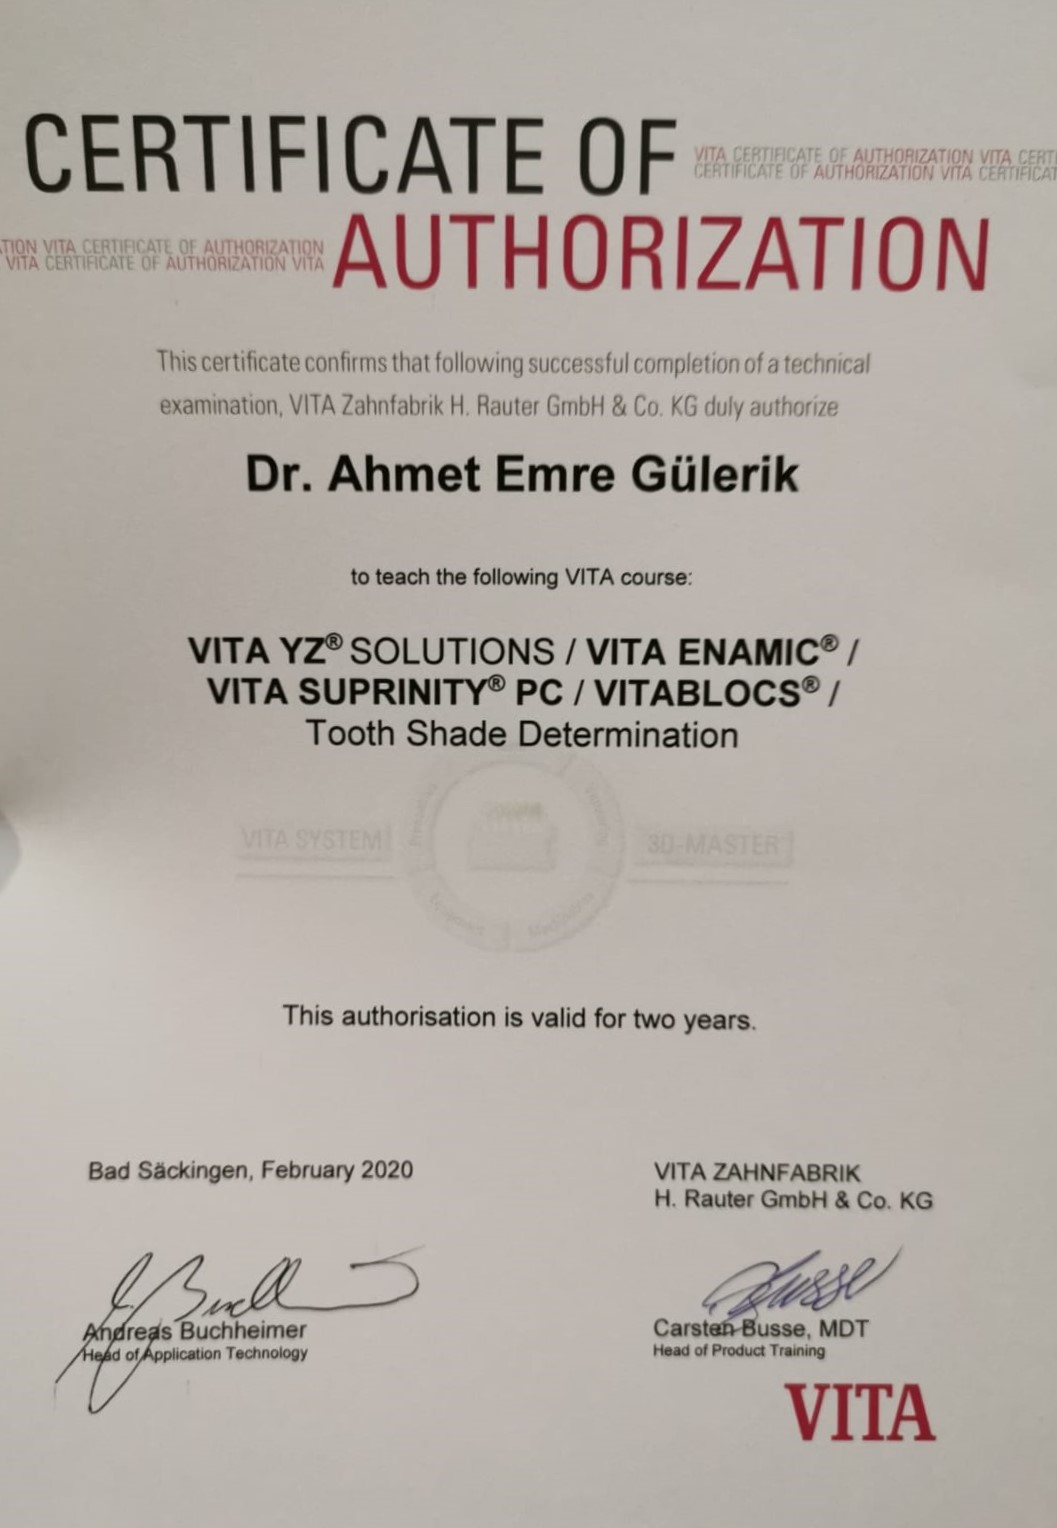 CERTIFICATE OF
VITA CERTIFICATE OF AUTHORIZATION VITA CERTI
CERTIFICATE OF AUTHORIZATION VITA CERTIFICAT
TION VITA CERTIFICATE OF AUTHORIZATION
VITA CERTIFICATE OF AUTHORIZATION VITA
AUTHORIZATION
This certificate confirms that following successful completion of a technical
examination, VITA Zahnfabrik H. Rauter GmbH & Co. KG duly authorize
Dr. Ahmet Emre Gülerik
to teach the following VITA course:
VITA YZ® SOLUTIONS / VITA ENAMIC® /
VITA SUPRINITY® PC / VITABLOCS® /
Tooth Shade Determination
VITA SYSTEM
3D-MASTER
This authorisation is valid for two years.
Bad Säckingen, February 2020
VITA ZAHNFABRIK
H. Rauter GmbH & Co. KG
Andreas Buchheimer
Head of Application Technology
Busse
Carsten Busse, MDT
Head of Product Training
VITA